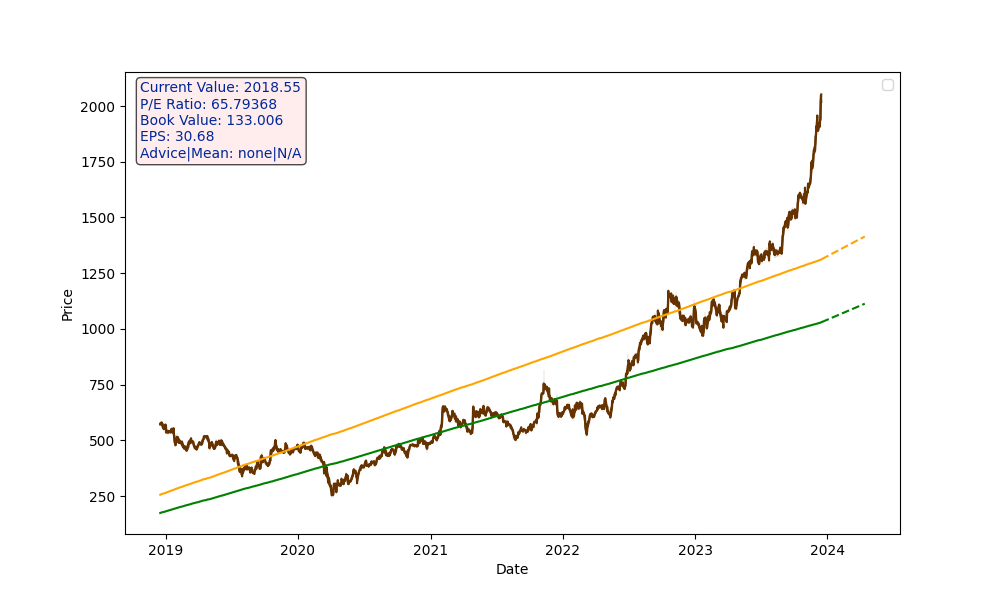 Current Value: 2018.55
P/E Ratio: 65.79368
Book Value: 133.006
EPS: 30.68
Advice|Mean: none|N/A
2000
1750
1500
1250
1000
750
500
250
Price
2019 2020 2021 2022 2023 2024
Date